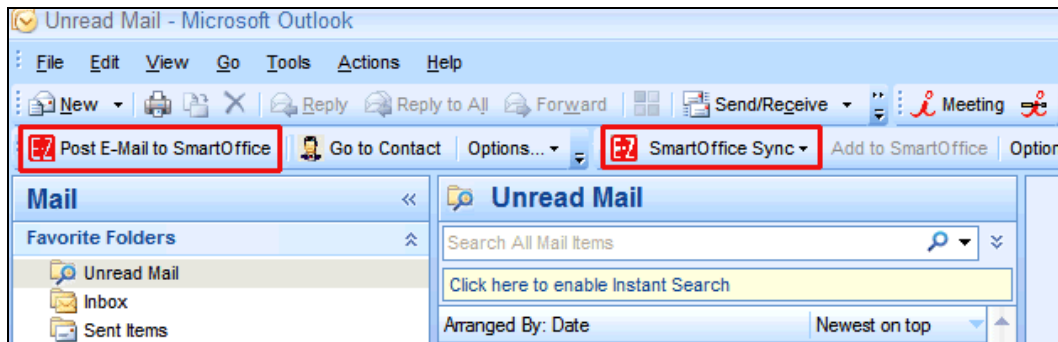 Unread Mail - Microsoft Outlook
File Edit View Go Tools Actions Help
New Reply Reply to All Forward Send/Receive Meeting
Post E-Mail to SmartOffice Go to Contact Options... SmartOffice Sync Add to SmartOffice Option
Mail Unread Mail
Favorite Folders Search All Mail Items
Unread Mail Click here to enable Instant Search
Inbox
Sent Items Arranged By: Date Newest on top